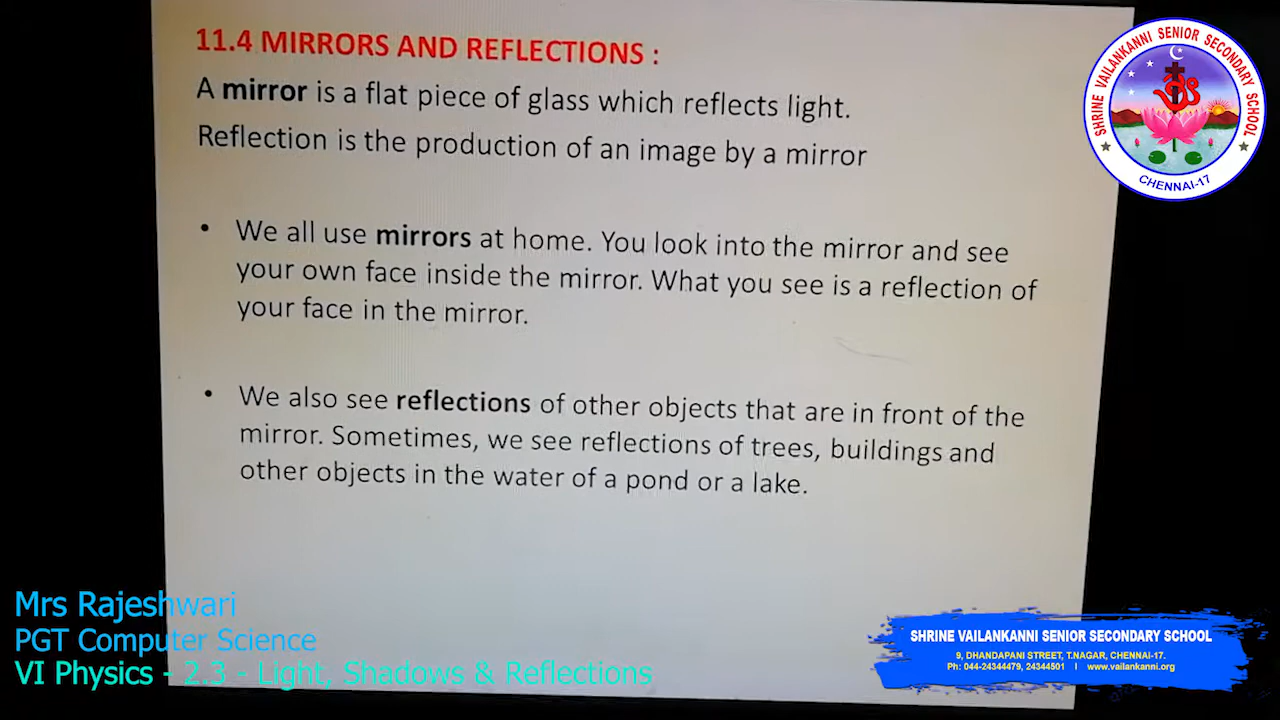 11.4 MIRRORS AND REFLECTIONS :
A mirror is a flat piece of glass which reflects light.
Reflection is the production of an image by a mirror
• We all use mirrors at home. You look into the mirror and see
your own face inside the mirror. What you see is a reflection of
your face in the mirror.
• We also see reflections of other objects that are in front of the
mirror. Sometimes, we see reflections of trees, buildings and
other objects in the water of a pond or a lake.
SHRINE VAILANKANNI SENIOR SECONDARY SCHOOL
CHENNAI-17
Mrs Rajeshwari
PGT Computer Science
VI Physics - 2.3 - Light, Shadows & Reflections
SHRINE VAILANKANNI SENIOR SECONDARY SCHOOL
9, DHANDAPANI STREET, T.NAGAR, CHENNAI-17.
Ph: 044-24344479, 24344501 I www.vailankanni.org